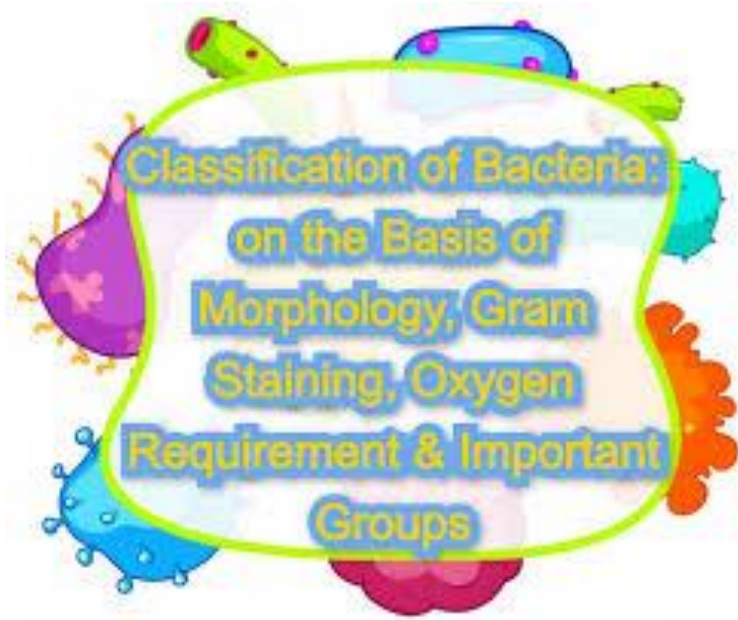 Classification of Bacteria:
on the Basis of
Morphology, Gram
Staining, Oxygen
Requirement & Important
Groups